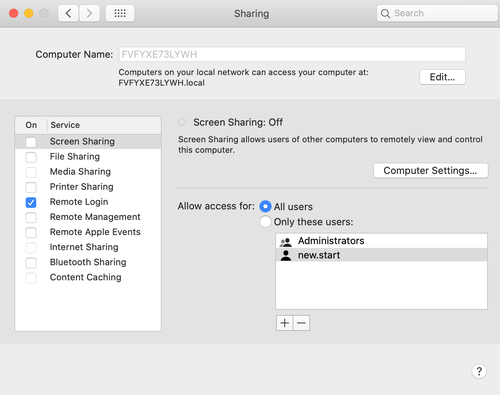 Sharing
Search
Computer Name: FVFYXE73LYWH
Computers on your local network can access your computer at:
FVFYXE73LYWH.local
Edit...
On Service
Screen Sharing
File Sharing
Media Sharing
Printer Sharing
Remote Login
Remote Management
Remote Apple Events
Internet Sharing
Bluetooth Sharing
Content Caching
Screen Sharing: Off
Screen Sharing allows users of other computers to remotely view and control
this computer.
Computer Settings...
Allow access for: All users
Only these users:
Administrators
new.start
+ −
?